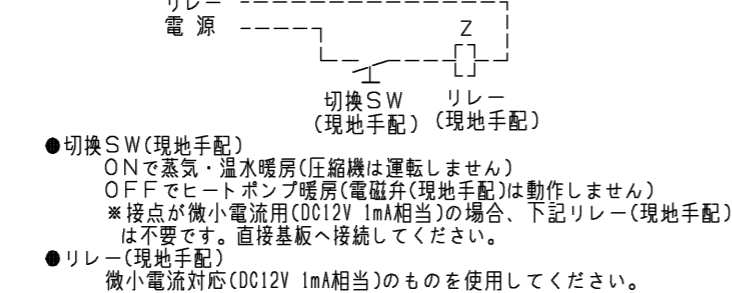 リレー
電源
Z
切換SW リレー
(現地手配) (現地手配)
●切換SW(現地手配)
ONで蒸気・温水暖房(圧縮機は運転しません)
OFFでヒートポンプ暖房(電磁弁(現地手配)は動作しません)
※接点が微小電流用(DC12V 1mA相当)の場合、下記リレー(現地手配)
は不要です。直接基板へ接続してください。
●リレー(現地手配)
微小電流対応(DC12V 1mA相当)のものを使用してください。